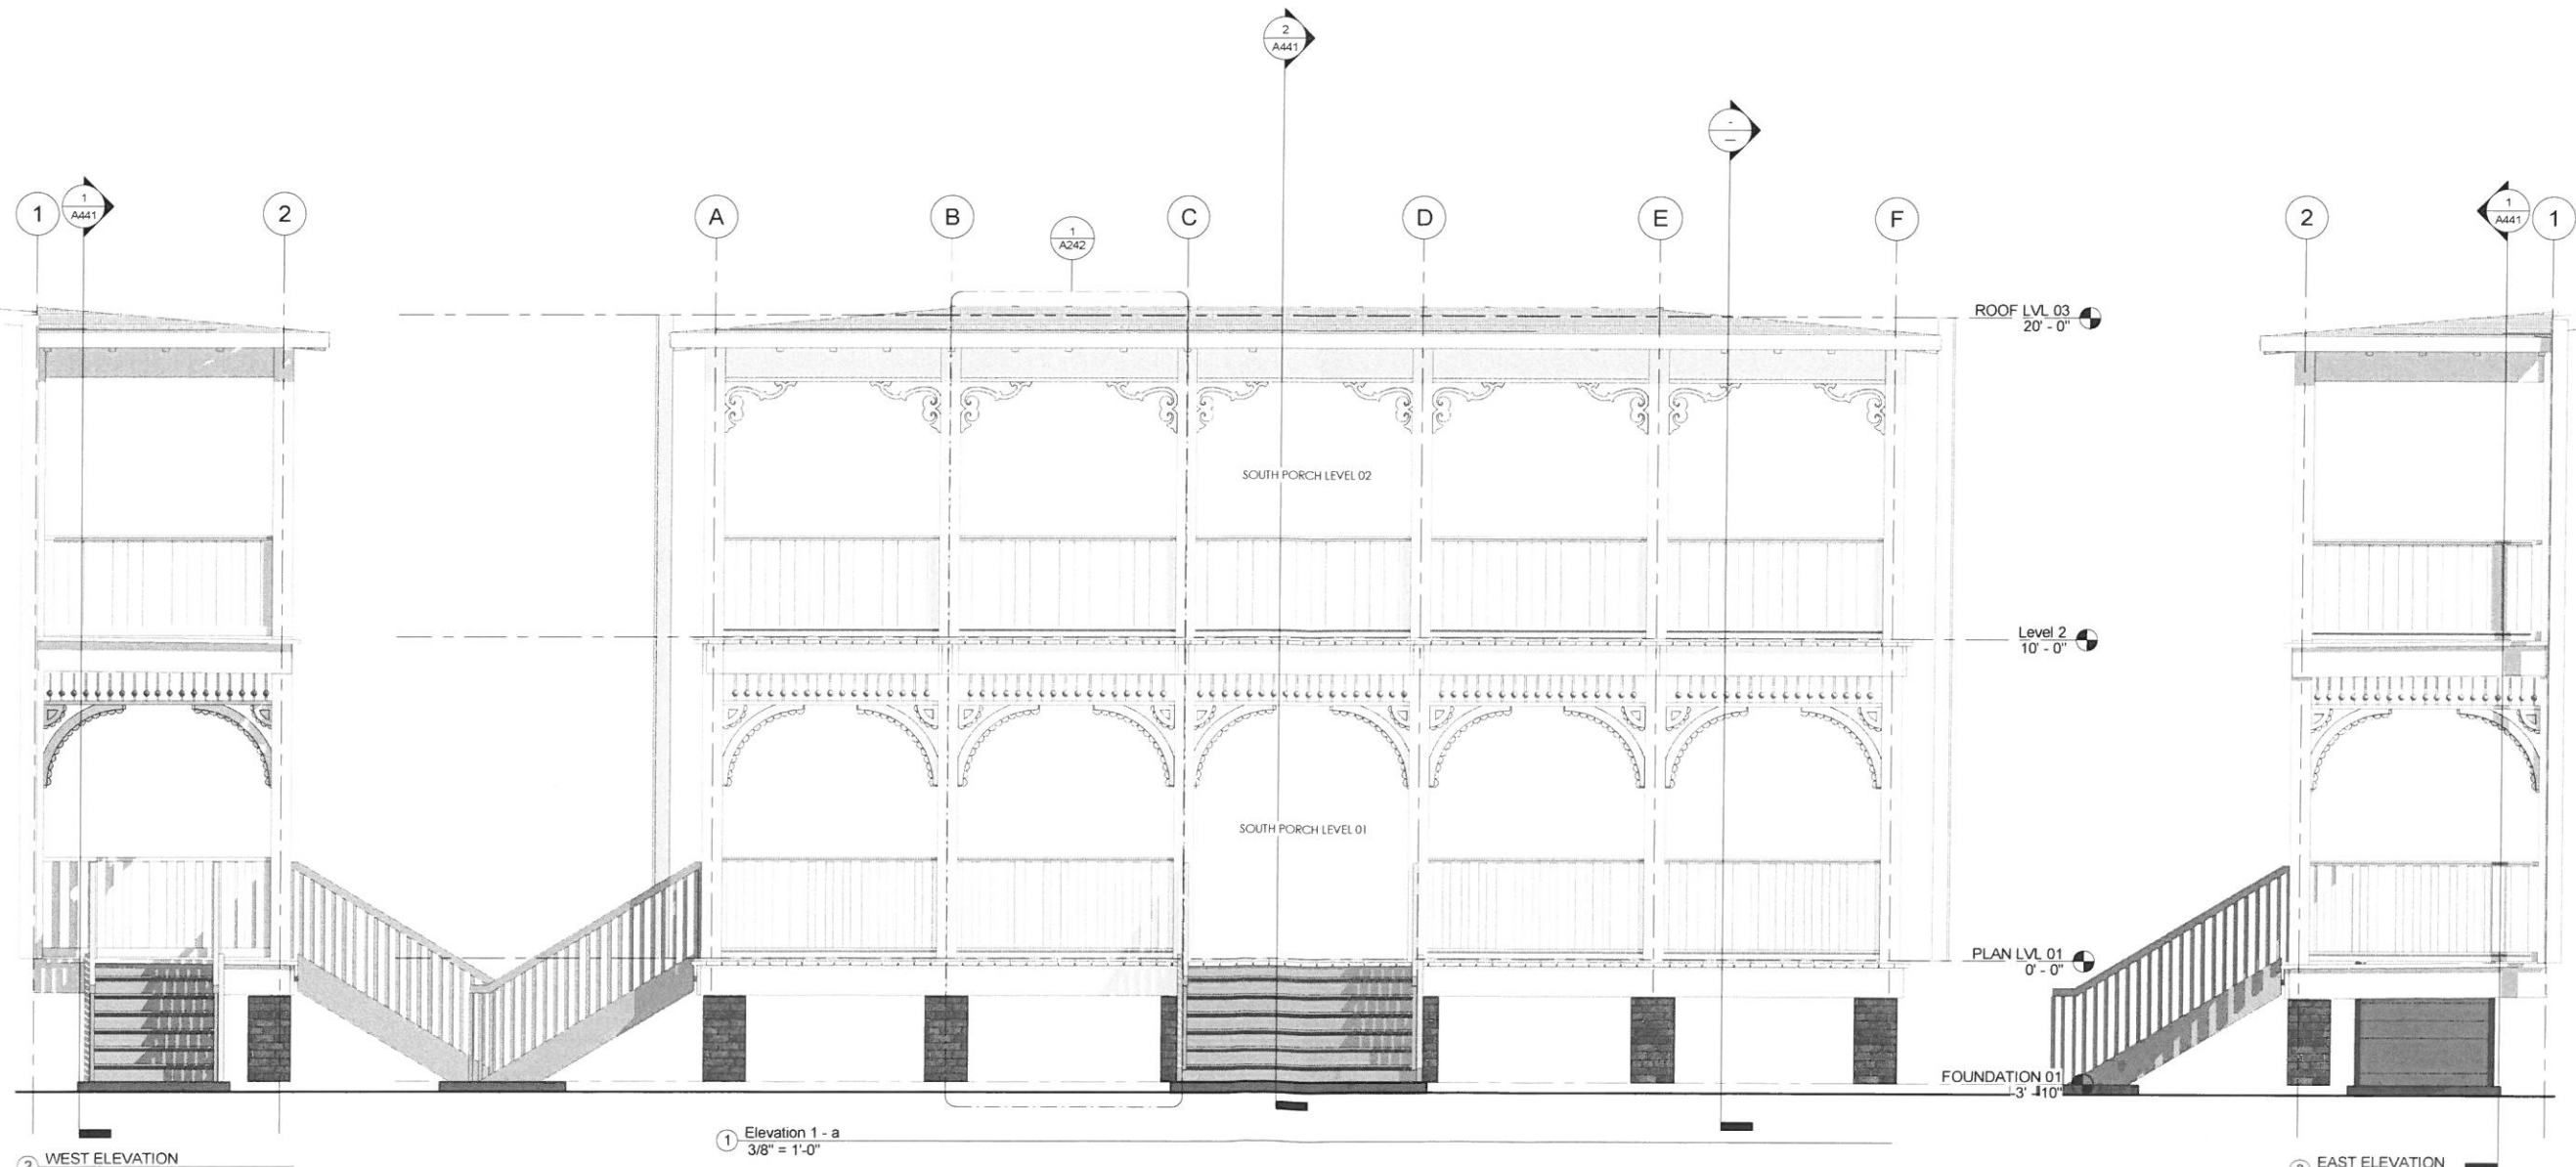 2
A441
-
--
1
1
A441
2
A
B
1
A242
C
D
E
F
2
1
A441
1
ROOF LVL 03
20' - 0"
SOUTH PORCH LEVEL 02
Level 2
10' - 0"
SOUTH PORCH LEVEL 01
PLAN LVL 01
0' - 0"
FOUNDATION 01
-3' - 10"
1
Elevation 1 - a
3/8" = 1'-0"
2
WEST ELEVATION
EAST ELEVATION